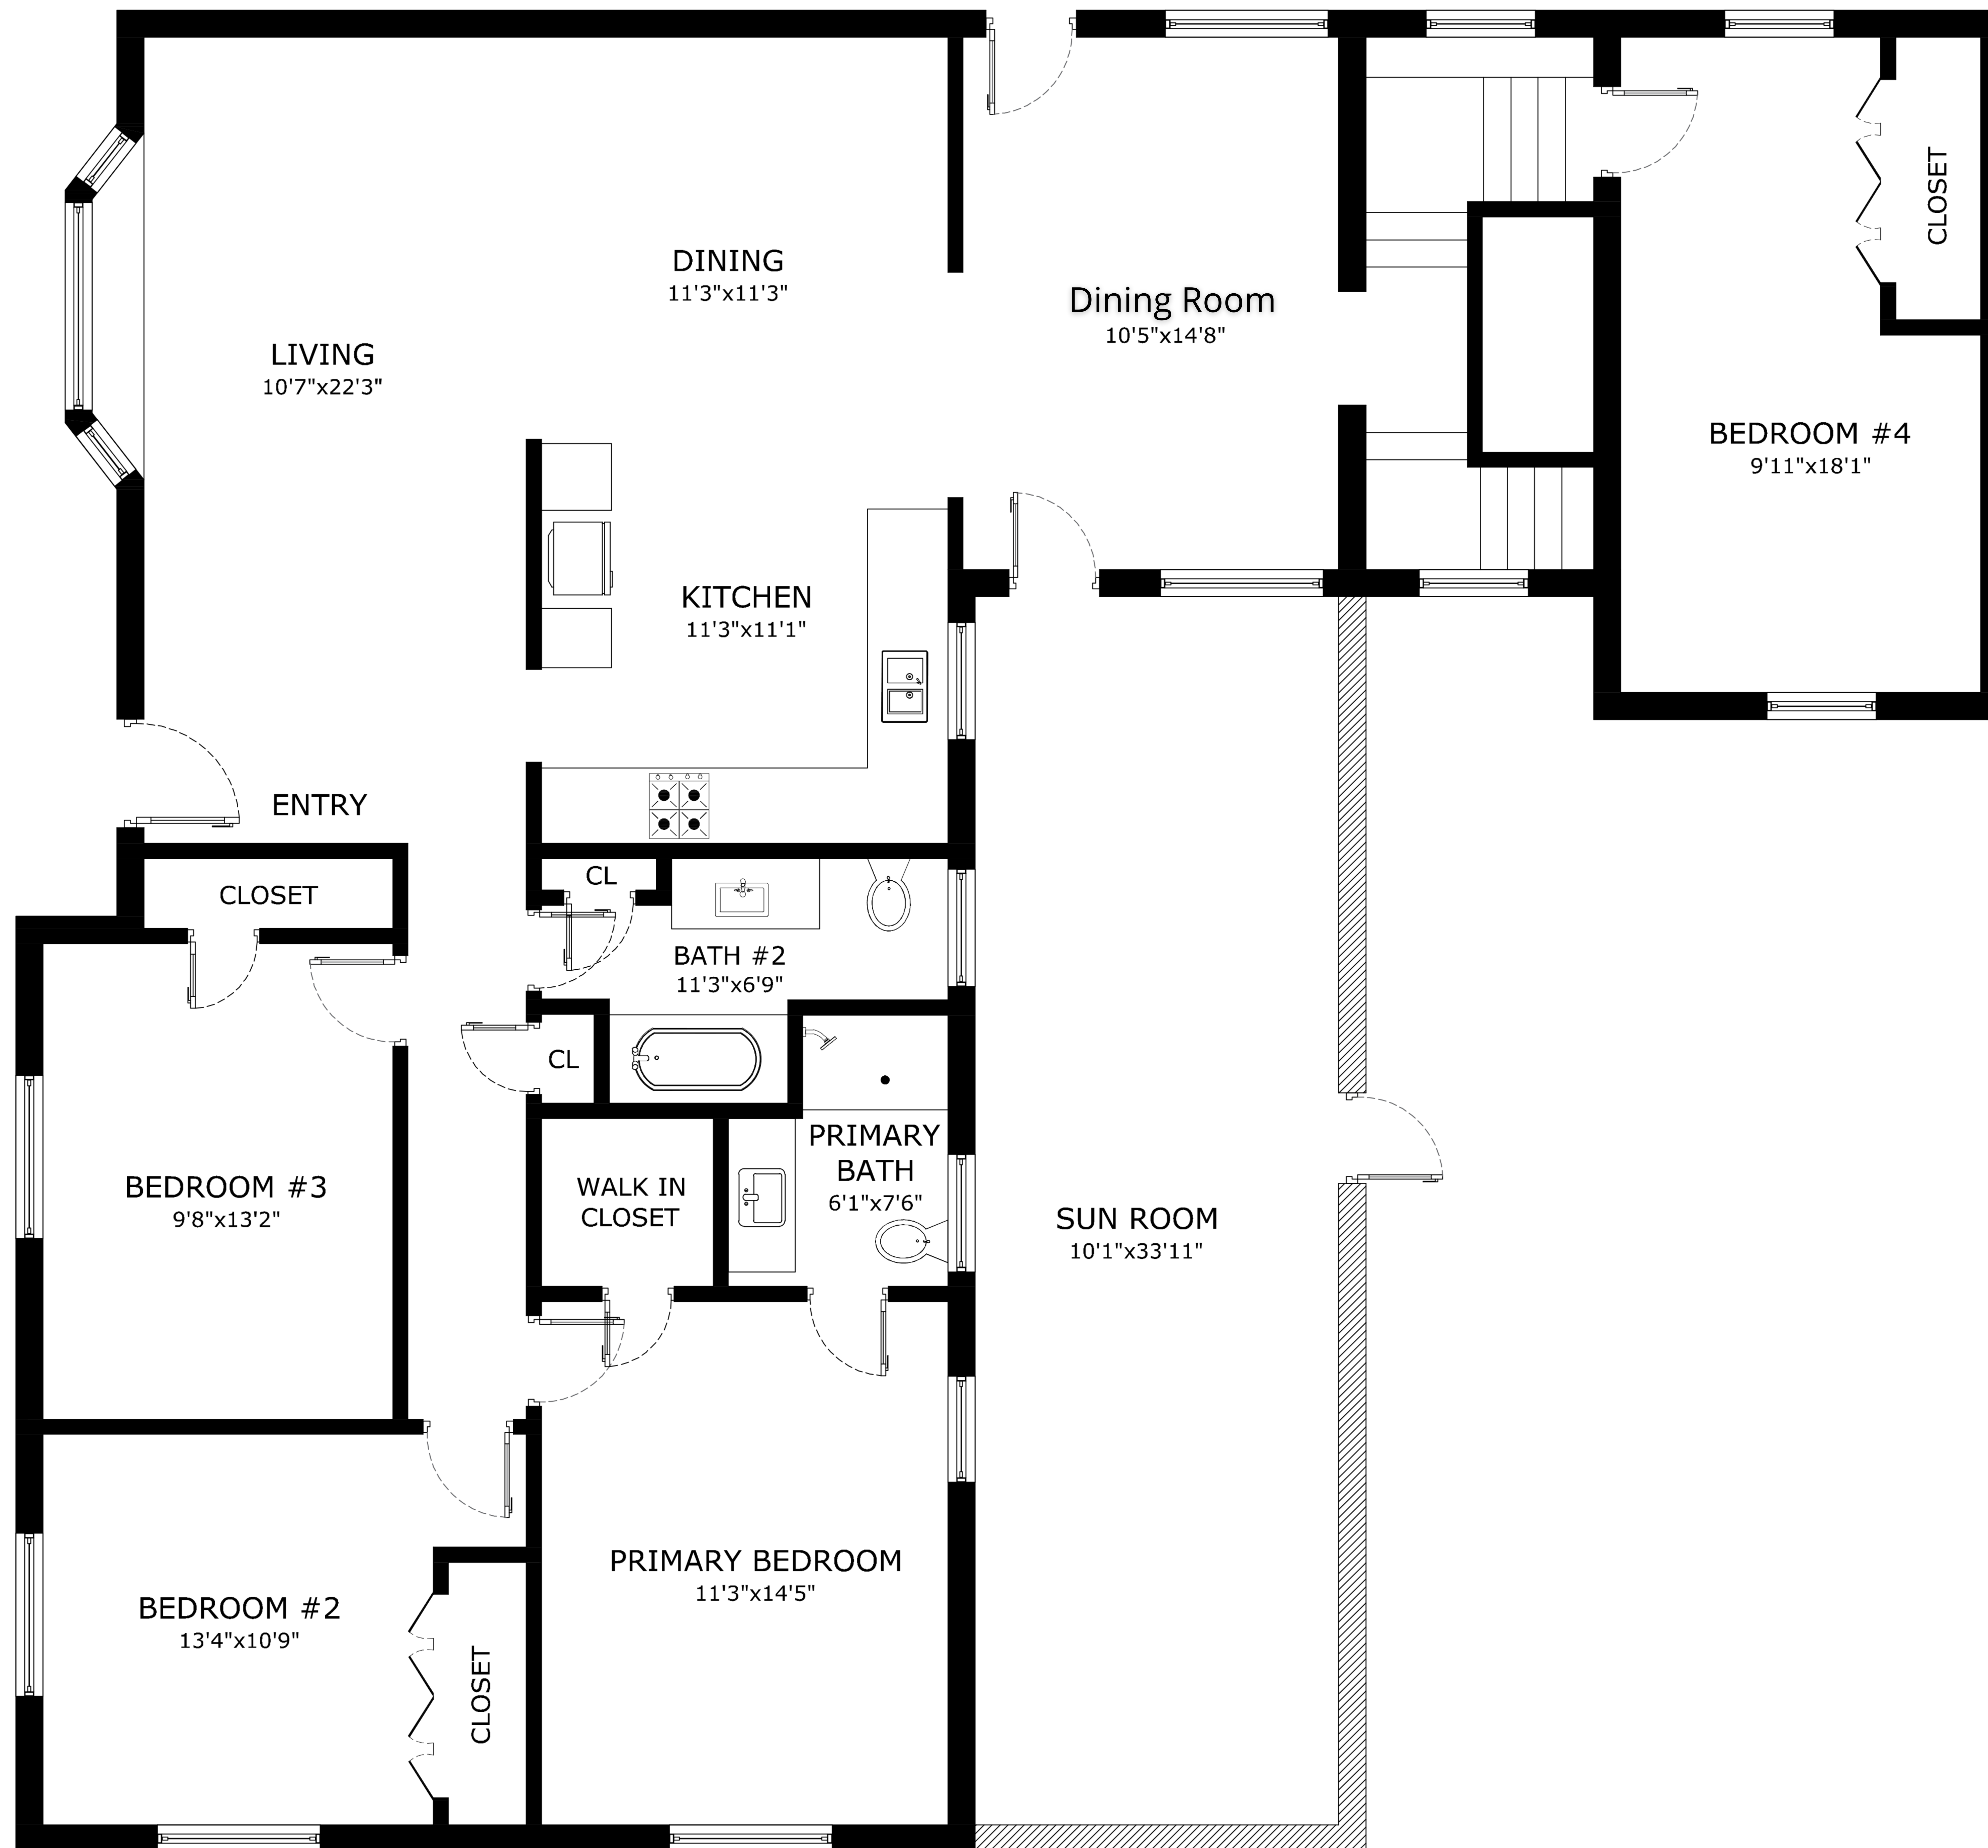 DINING
11'3"x11'3"
Dining Room
10'5"x14'8"
CLOSET
LIVING
10'7"x22'3"
BEDROOM #4
9'11"x18'1"
KITCHEN
11'3"x11'1"
ENTRY
CLOSET
CL
BATH #2
11'3"x6'9"
CL
PRIMARY
BATH
6'1"x7'6"
WALK IN
CLOSET
BEDROOM #3
9'8"x13'2"
SUN ROOM
10'1"x33'11"
PRIMARY BEDROOM
11'3"x14'5"
BEDROOM #2
13'4"x10'9"
CLOSET